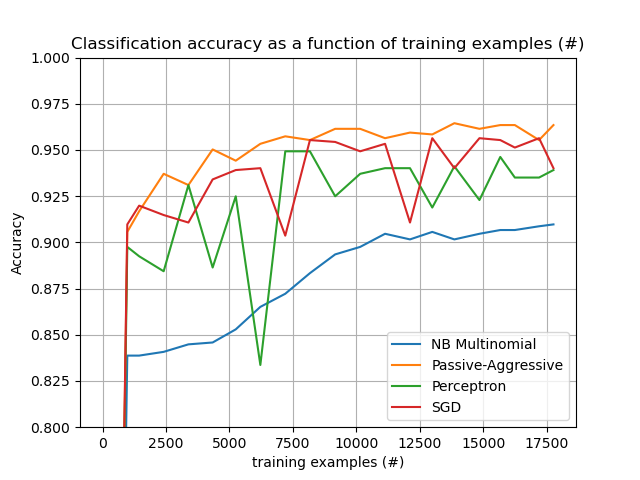 Classification accuracy as a function of training examples (#)
1.000
0.975
0.950
0.925
0.900
0.875
0.850
0.825
0.800
Accuracy
NB Multinomial
Passive-Aggressive
Perceptron
SGD
0 2500 5000 7500 10000 12500 15000 17500
training examples (#)